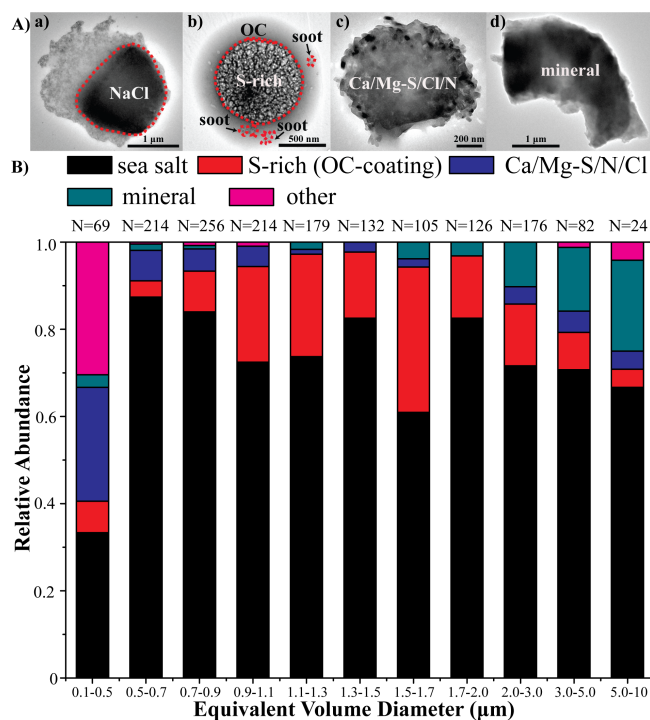 A)
a)
NaCl
1 μm
b)
OC
soot
S-rich
soot
soot
500 nm
c)
Ca/Mg-S/Cl/N
200 nm
d)
mineral
1 μm
B)
sea salt
S-rich (OC-coating)
Ca/Mg-S/N/Cl
mineral
other
N=69 N=214 N=256 N=214 N=179 N=132 N=105 N=126 N=176 N=82 N=24
1.0
0.8
0.6
0.4
0.2
0
Relative Abundance
0.1-0.5 0.5-0.7 0.7-0.9 0.9-1.1 1.1-1.3 1.3-1.5 1.5-1.7 1.7-2.0 2.0-3.0 3.0-5.0 5.0-10
Equivalent Volume Diameter (μm)